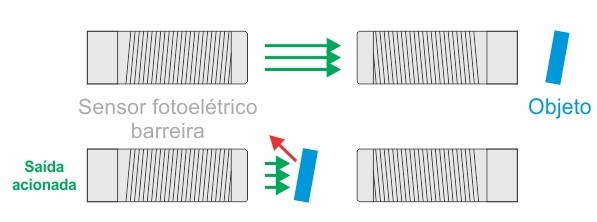 Sensor fotoelétrico
barreira
Objeto
Saída
acionada